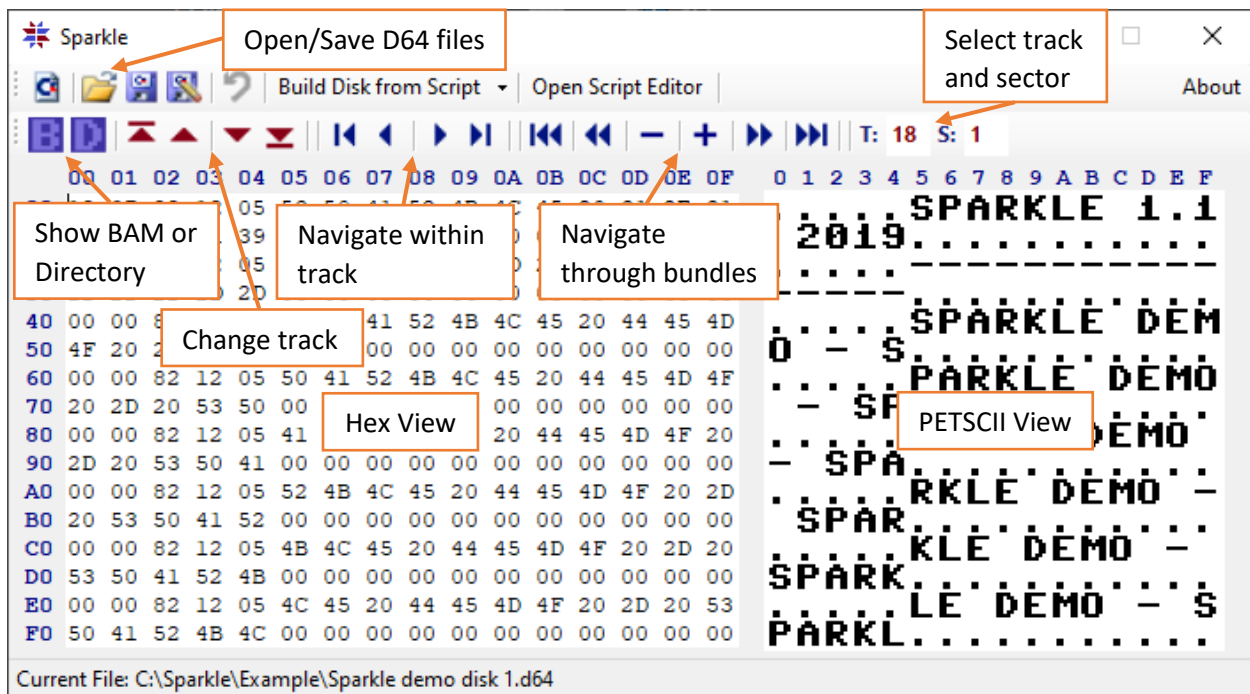 Sparkle
Open/Save D64 files
Select track
and sector
Build Disk from Script
Open Script Editor
About
B D
T: 18 S: 1
00 01 02 03 04 05 06 07 08 09 0A 0B 0C 0D 0E 0F 0 1 2 3 4 5 6 7 8 9 A B C D E F
05 .....SPARKLE 1.1
39 2019...........
05 .....-----------
2D -----...........
Show BAM or
Directory
Navigate within
track
Navigate
through bundles
Change track
Hex View
PETSCII View
40 00 00 41 52 4B 4C 45 20 44 45 4D .....SPARKLE DEM
50 4F 20 00 00 00 00 00 00 00 00 00 O - S...........
60 00 00 82 12 05 50 41 52 4B 4C 45 20 44 45 4D 4F .....PARKLE DEMO
70 20 2D 20 53 50 00 00 00 00 00 00 00 - SP
80 00 00 82 12 05 41 20 44 45 4D 4F 20 EMO
90 2D 20 53 50 41 00 00 00 00 00 00 00 00 00 00 00 - SPA...........
A0 00 00 82 12 05 52 4B 4C 45 20 44 45 4D 4F 20 2D .....RKLE DEMO -
B0 20 53 50 41 52 00 00 00 00 00 00 00 00 00 00 00 SPAR...........
C0 00 00 82 12 05 4B 4C 45 20 44 45 4D 4F 20 2D 20 .....KLE DEMO -
D0 53 50 41 52 4B 00 00 00 00 00 00 00 00 00 00 00 SPARK...........
E0 00 00 82 12 05 4C 45 20 44 45 4D 4F 20 2D 20 53 .....LE DEMO - S
F0 50 41 52 4B 4C 00 00 00 00 00 00 00 00 00 00 00 PARKL...........
Current File: C:\Sparkle\Example\Sparkle demo disk 1.d64